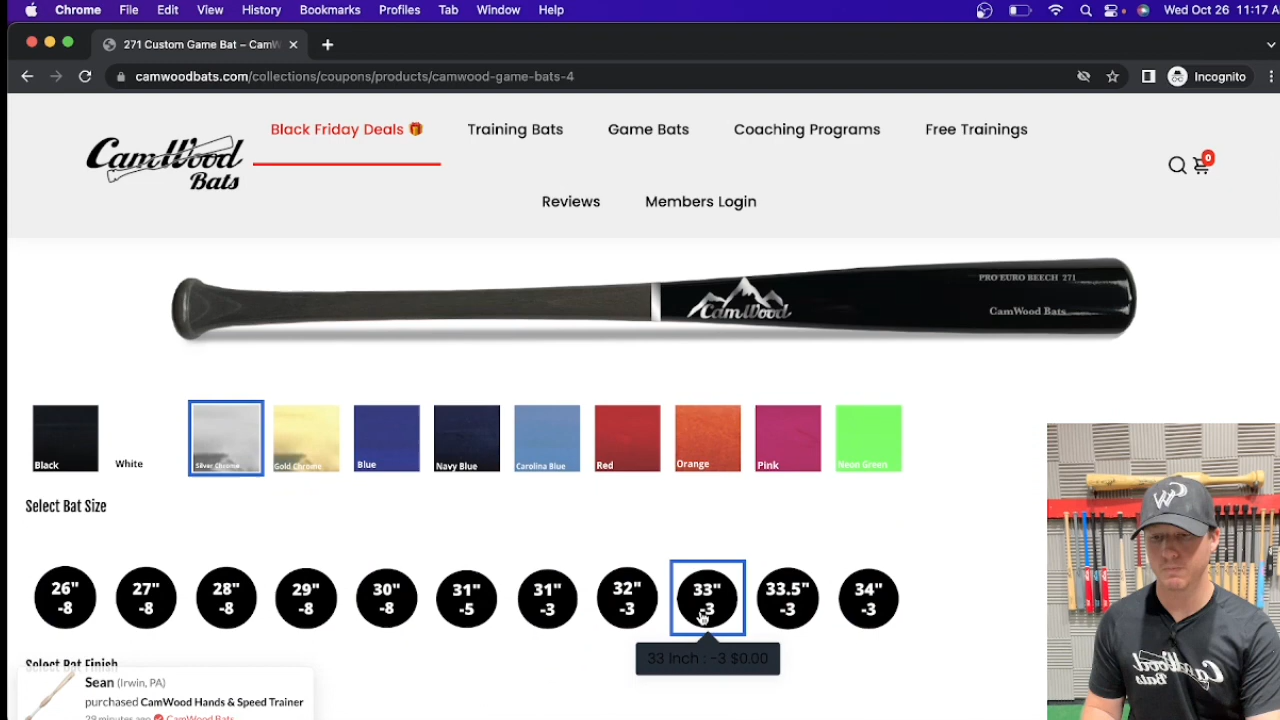 Chrome File Edit View History Bookmarks Profiles Tab Window Help Wed Oct 26 11:17 A
271 Custom Game Bat – CamW
camwoodbats.com/collections/coupons/products/camwood-game-bats-4 Incognito
CamWood
Bats
Black Friday Deals 🎁 Training Bats Game Bats Coaching Programs Free Trainings
0
Reviews Members Login
PRO EURO BEECH 271
CamWood
CamWood Bats
Black White Silver Chrome Gold Chrome Blue Navy Blue Carolina Blue Red Orange Pink Neon Green
Select Bat Size
26" 27" 28" 29" 30" 31" 31" 32" 33" 33.5" 34"
-8 -8 -8 -8 -8 -5 -3 -3 -3 -3 -3
33 Inch : -3 $0.00
Select Bat Finish
Sean (Irwin, PA)
purchased CamWood Hands & Speed Trainer
29 minutes ago CamWood Bats
CamWood
Bats